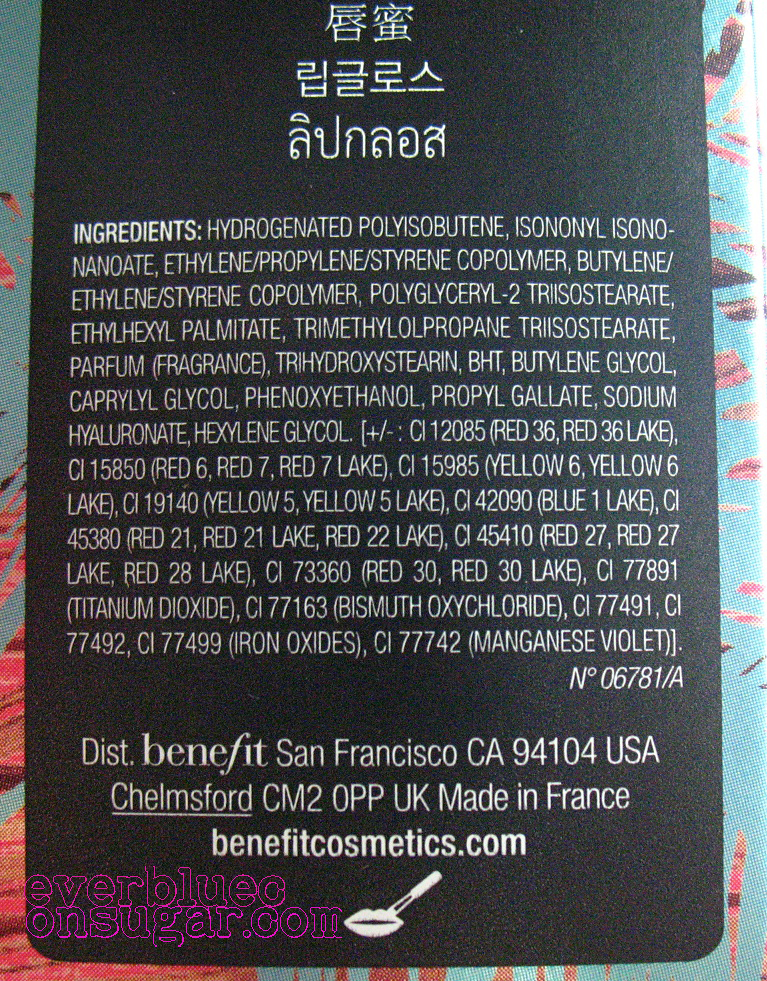 唇蜜
립글로스
ลิปกลอส
INGREDIENTS: HYDROGENATED POLYISOBUTENE, ISONONYL ISONO-
NANOATE, ETHYLENE/PROPYLENE/STYRENE COPOLYMER, BUTYLENE/
ETHYLENE/STYRENE COPOLYMER, POLYGLYCERYL-2 TRIISOSTEARATE,
ETHYLHEXYL PALMITATE, TRIMETHYLOLPROPANE TRIISOSTEARATE,
PARFUM (FRAGRANCE), TRIHYDROXYSTEARIN, BHT, BUTYLENE GLYCOL,
CAPRYLYL GLYCOL, PHENOXYETHANOL, PROPYL GALLATE, SODIUM
HYALURONATE, HEXYLENE GLYCOL. [+/- : CI 12085 (RED 36, RED 36 LAKE),
CI 15850 (RED 6, RED 7, RED 7 LAKE), CI 15985 (YELLOW 6, YELLOW 6
LAKE), CI 19140 (YELLOW 5, YELLOW 5 LAKE), CI 42090 (BLUE 1 LAKE), CI
45380 (RED 21, RED 21 LAKE, RED 22 LAKE), CI 45410 (RED 27, RED 27
LAKE, RED 28 LAKE), CI 73360 (RED 30, RED 30 LAKE), CI 77891
(TITANIUM DIOXIDE), CI 77163 (BISMUTH OXYCHLORIDE), CI 77491, CI
77492, CI 77499 (IRON OXIDES), CI 77742 (MANGANESE VIOLET)].
N° 06781/A
Dist. benefit San Francisco CA 94104 USA
Chelmsford CM2 0PP UK Made in France
benefitcosmetics.com
everbluec
onsugar.com